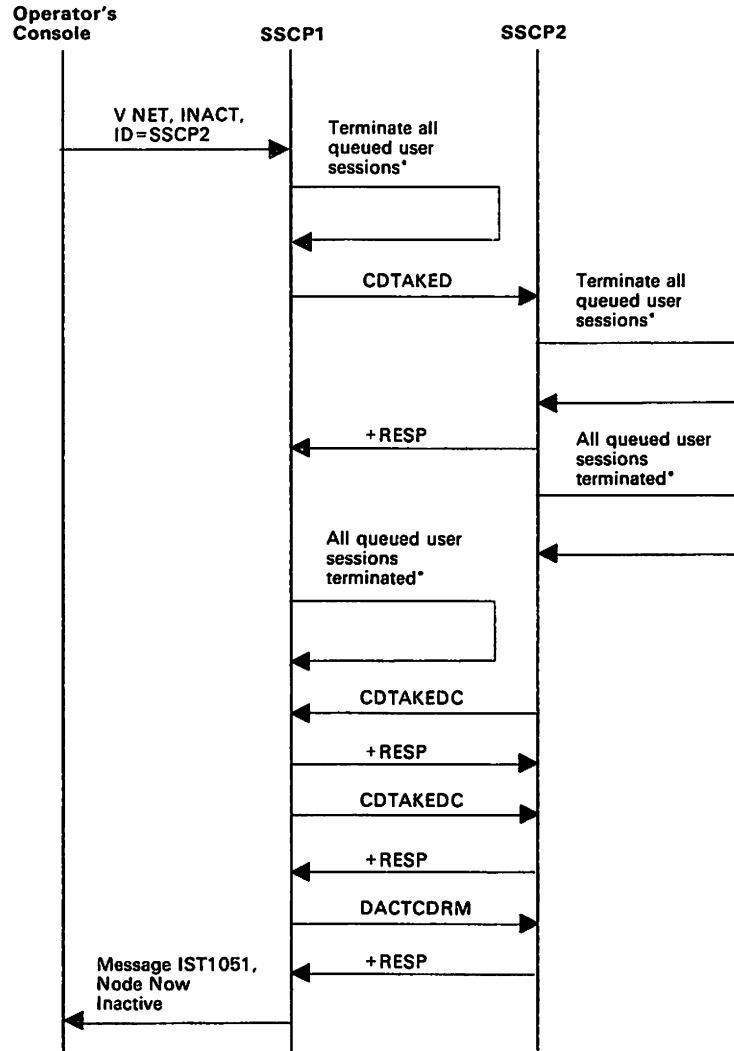 Operator's
Console
SSCP1
SSCP2
V NET, INACT,
ID=SSCP2
Terminate all
queued user
sessions*
CDTAKED
Terminate all
queued user
sessions*
+RESP
All queued user
sessions
terminated*
All queued user
sessions
terminated*
CDTAKEDC
+RESP
CDTAKEDC
+RESP
DACTCDRM
+RESP
Message IST1051,
Node Now
Inactive